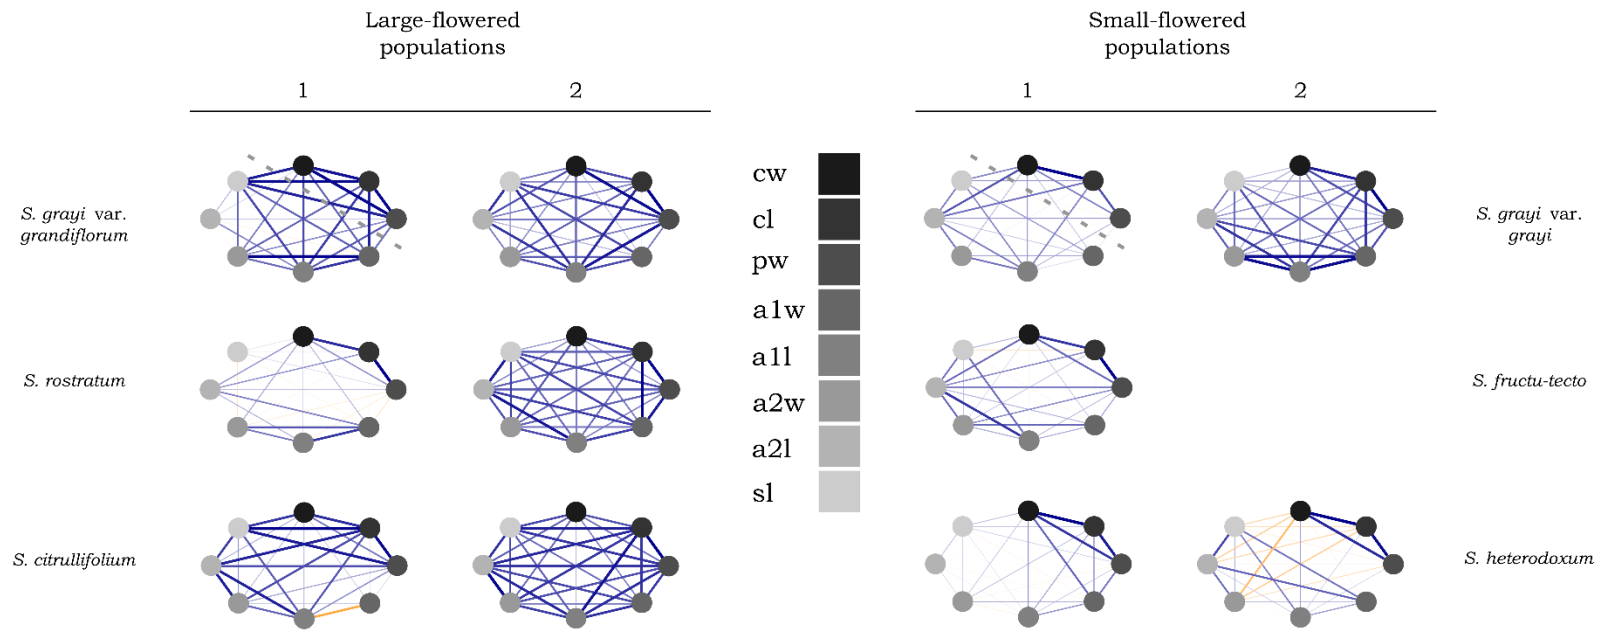 Large-flowered
populations
Small-flowered
populations
1
2
1
2
S. grayi var.
grandiflorum
S. rostratum
S. citrullifolium
cw
cl
pw
a1w
a1l
a2w
a2l
sl
S. grayi var.
grayi
S. fructu-tecto
S. heterodoxum